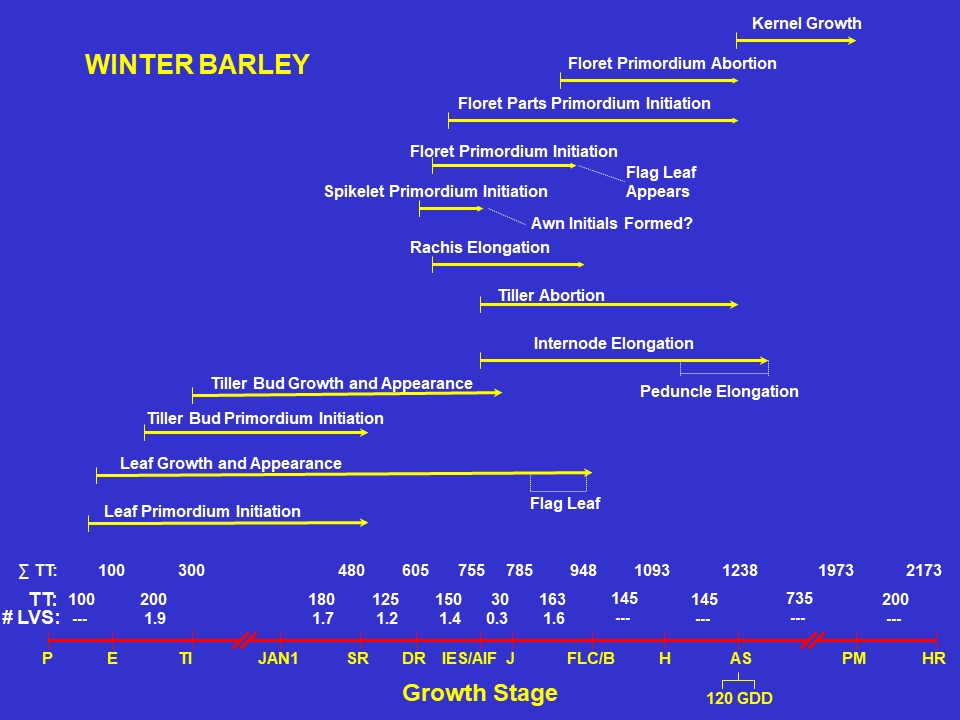 Kernel Growth
WINTER BARLEY
Floret Primordium Abortion
Floret Parts Primordium Initiation
Floret Primordium Initiation
Flag Leaf
Appears
Spikelet Primordium Initiation
Awn Initials Formed?
Rachis Elongation
Tiller Abortion
Internode Elongation
Peduncle Elongation
Tiller Bud Growth and Appearance
Tiller Bud Primordium Initiation
Leaf Growth and Appearance
Flag Leaf
Leaf Primordium Initiation
∑ TT: 100 300 480 605 755 785 948 1093 1238 1973 2173
TT: 100 200 180 125 150 30 163 145 145 735 200
# LVS: --- 1.9 1.7 1.2 1.4 0.3 1.6 --- --- --- ---
P E TI JAN1 SR DR IES/AIF J FLC/B H AS PM HR
Growth Stage
120 GDD